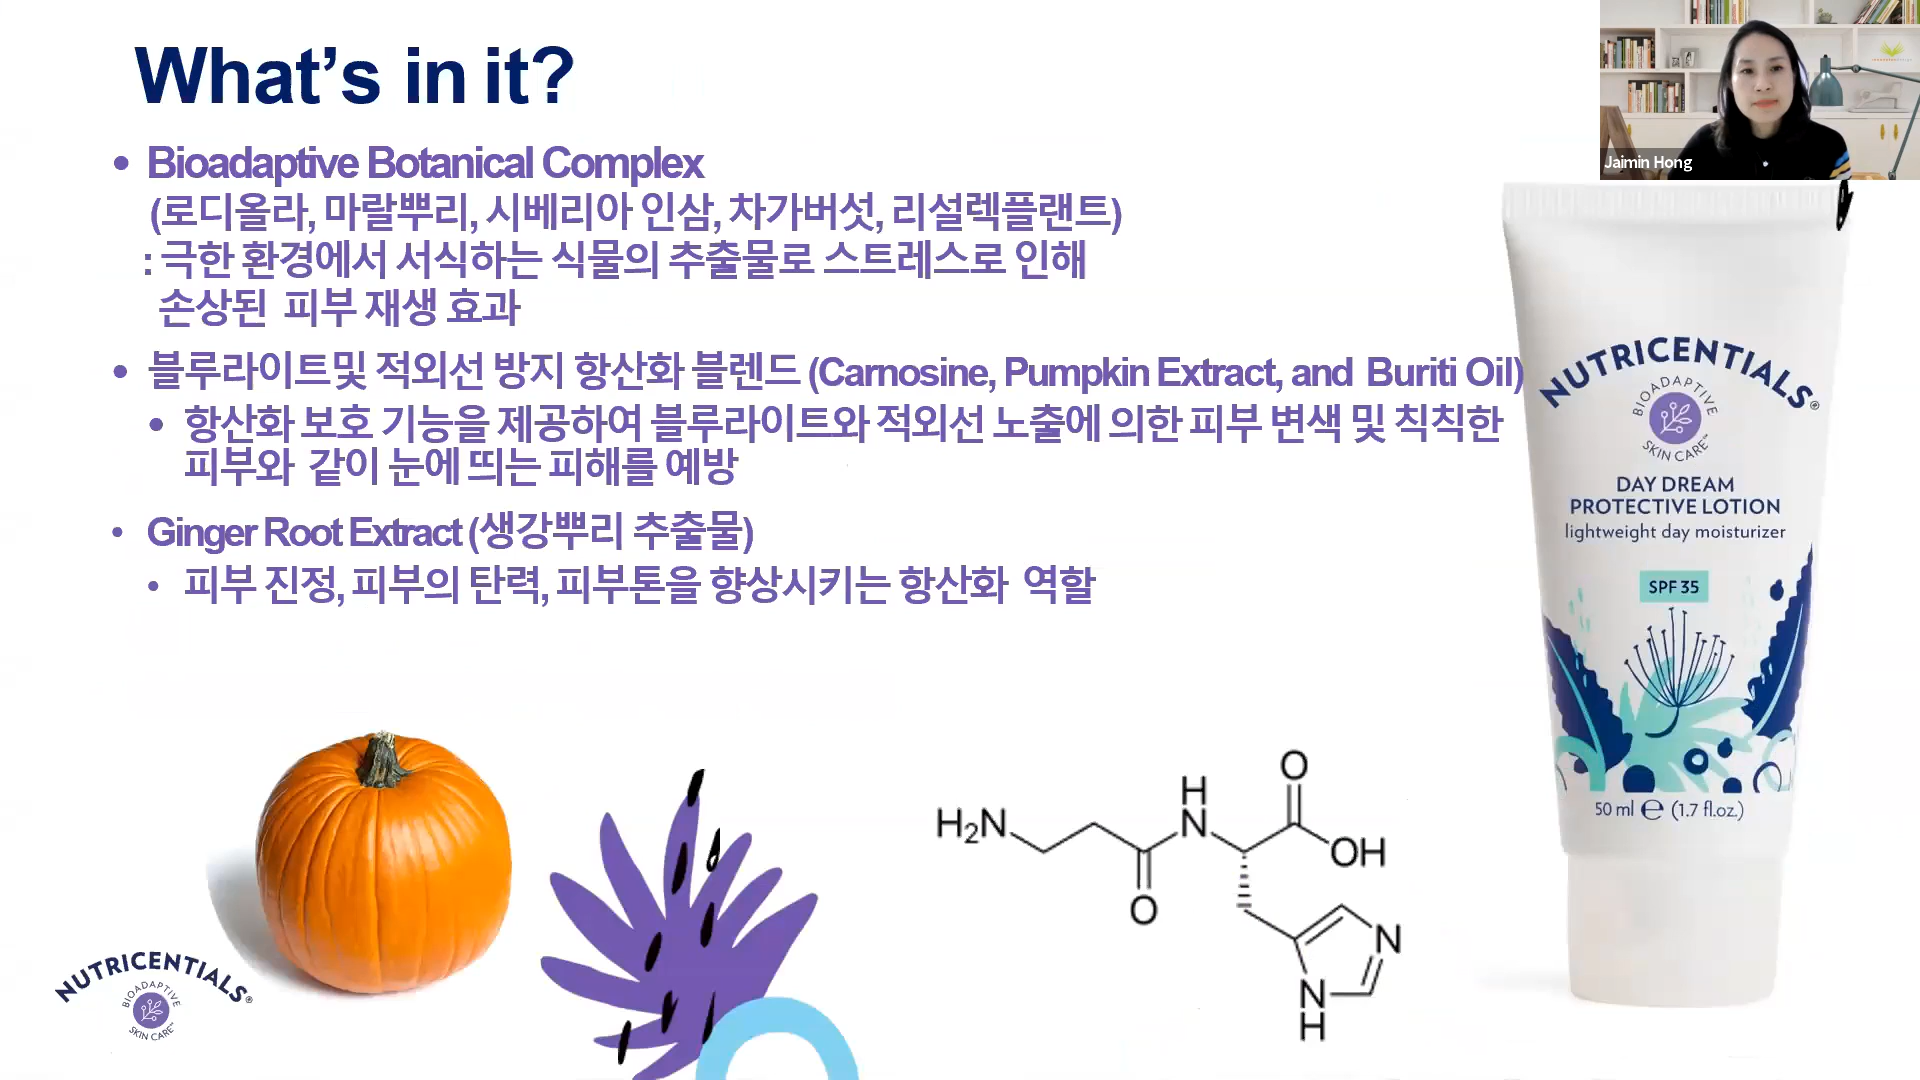 What's in it?
• Bioadaptive Botanical Complex
(로디올라, 마랄뿌리, 시베리아 인삼, 차가버섯, 리설렉플랜트)
: 극한 환경에서 서식하는 식물의 추출물로 스트레스로 인해
손상된 피부 재생 효과
• 블루라이트및 적외선 방지 항산화 블렌드 (Carnosine, Pumpkin Extract, and Buriti Oil)
• 항산화 보호 기능을 제공하여 블루라이트와 적외선 노출에 의한 피부 변색 및 칙칙한
피부와 같이 눈에 띄는 피해를 예방
• Ginger Root Extract (생강뿌리 추출물)
• 피부 진정, 피부의 탄력, 피부톤을 향상시키는 항산화 역할
Jaimin Hong
NUTRICENTIALS®
BIOADAPTIVE
SKIN CARE™
DAY DREAM
PROTECTIVE LOTION
lightweight day moisturizer
SPF 35
50 ml ℮ (1.7 fl.oz.)
H
O
H₂N
N
OH
O
N
N
H
NUTRICENTIALS®
BIOADAPTIVE
SKIN CARE™